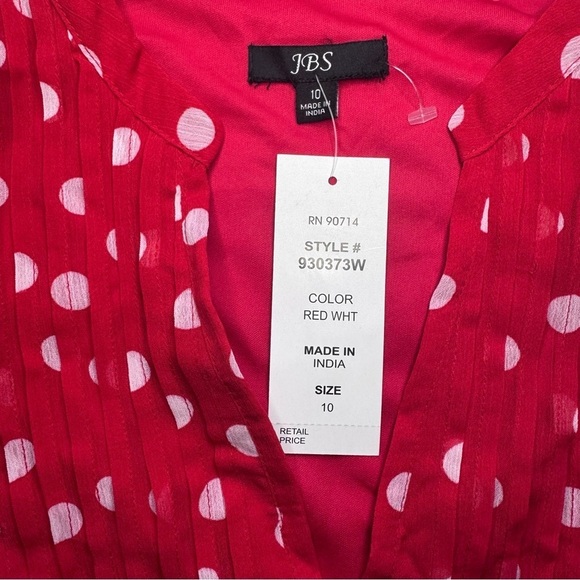 JBS
10
MADE IN
INDIA
RN 90714
STYLE #
930373W
COLOR
RED WHT
MADE IN
INDIA
SIZE
10
RETAIL
PRICE